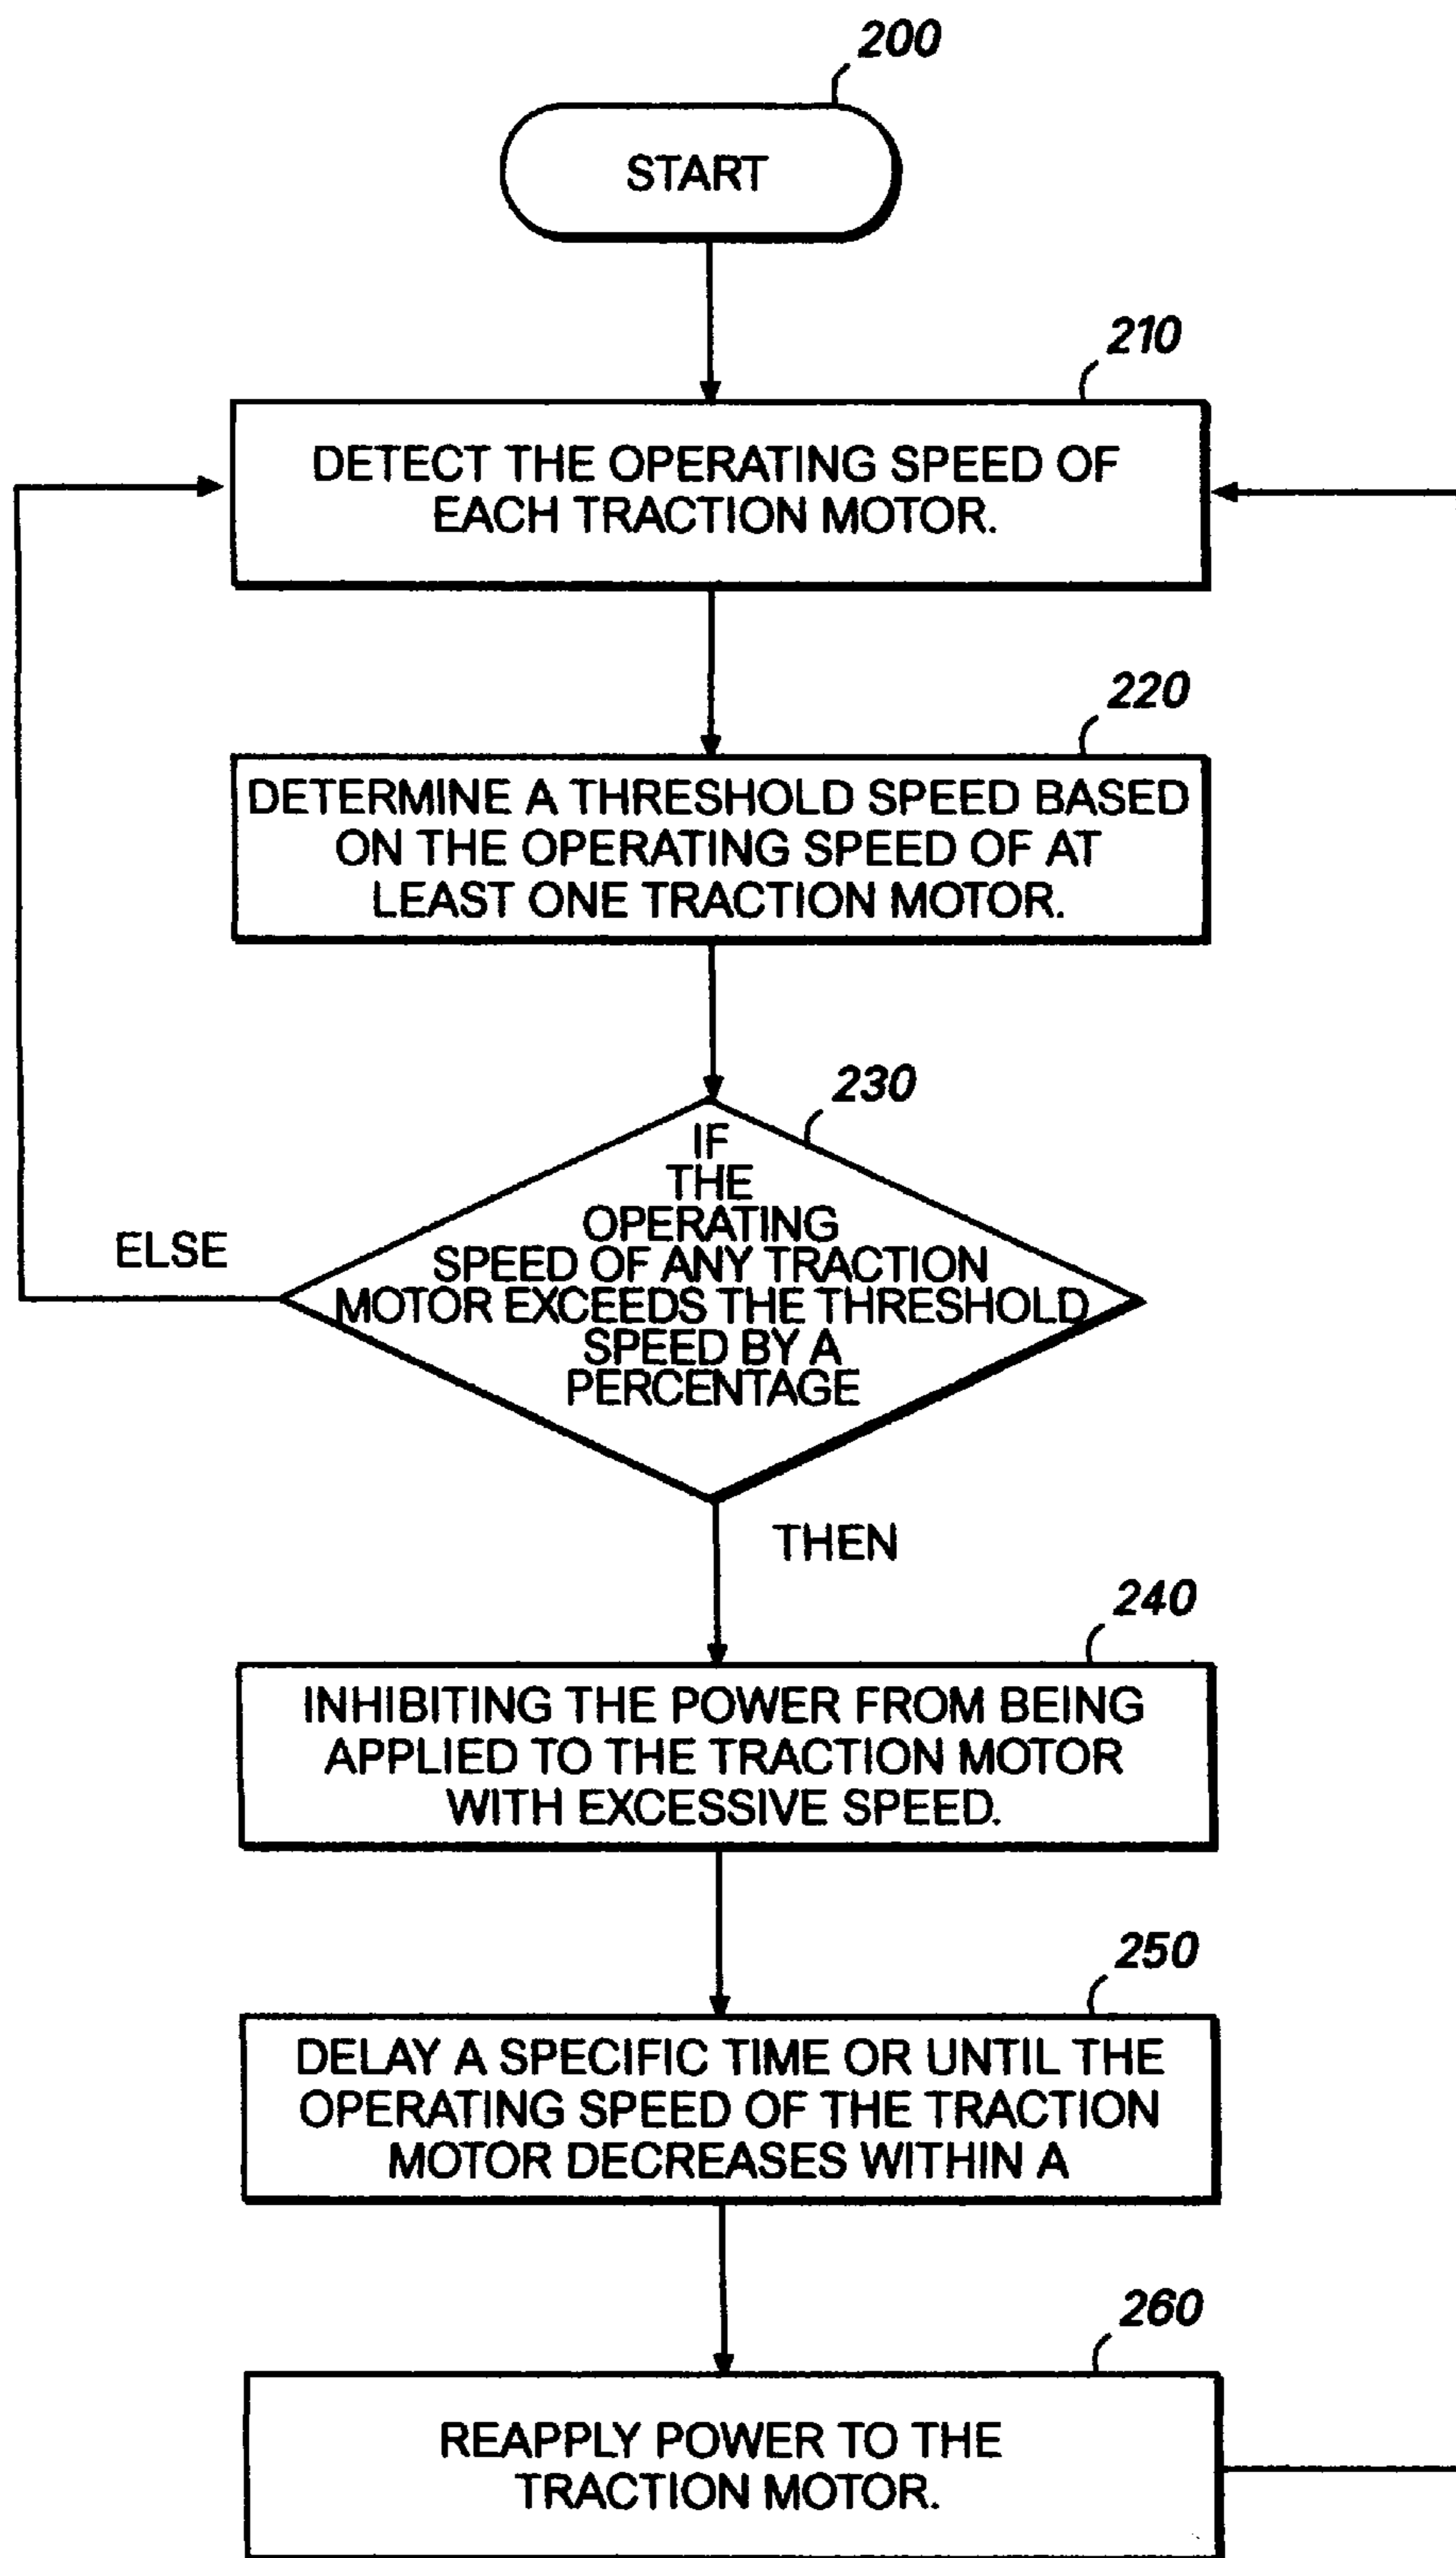 200
START
210
DETECT THE OPERATING SPEED OF
EACH TRACTION MOTOR.
220
DETERMINE A THRESHOLD SPEED BASED
ON THE OPERATING SPEED OF AT
LEAST ONE TRACTION MOTOR.
230
IF
THE
OPERATING
SPEED OF ANY TRACTION
MOTOR EXCEEDS THE THRESHOLD
SPEED BY A
PERCENTAGE
ELSE
THEN
240
INHIBITING THE POWER FROM BEING
APPLIED TO THE TRACTION MOTOR
WITH EXCESSIVE SPEED.
250
DELAY A SPECIFIC TIME OR UNTIL THE
OPERATING SPEED OF THE TRACTION
MOTOR DECREASES WITHIN A
260
REAPPLY POWER TO THE
TRACTION MOTOR.